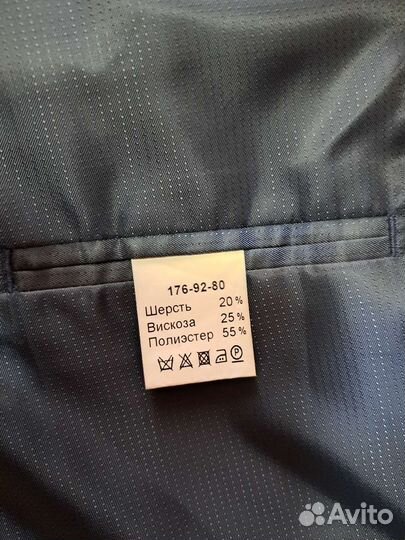 176-92-80
Шерсть 20%
Вискоза 25%
Полиэстер 55%
P
Avito